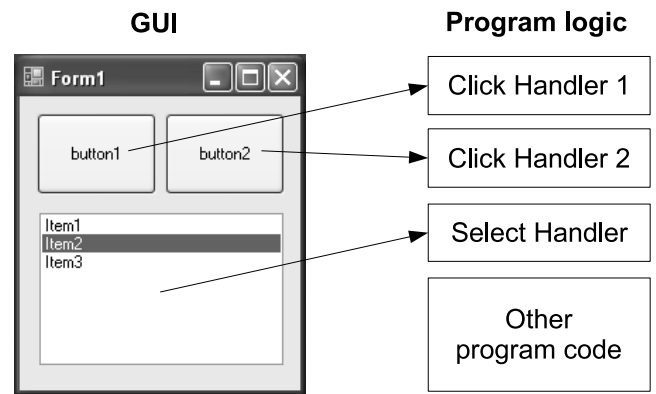 GUI
Program logic
Form1
button1
button2
Item1
Item2
Item3
Click Handler 1
Click Handler 2
Select Handler
Other
program code